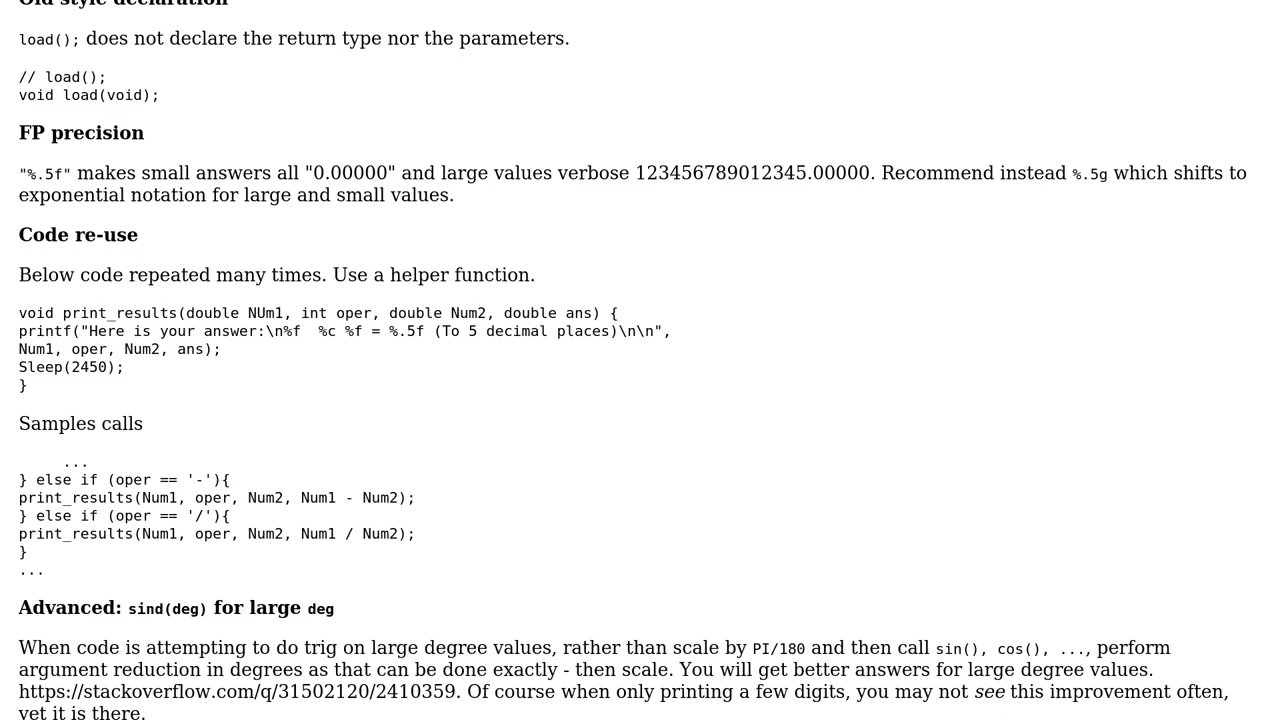 Old style declaration
load(); does not declare the return type nor the parameters.
// load();
void load(void);
FP precision
"%.5f" makes small answers all "0.00000" and large values verbose 123456789012345.00000. Recommend instead %.5g which shifts to
exponential notation for large and small values.
Code re-use
Below code repeated many times. Use a helper function.
void print_results(double NUm1, int oper, double Num2, double ans) {
printf("Here is your answer:\n%f  %c %f = %.5f (To 5 decimal places)\n\n",
Num1, oper, Num2, ans);
Sleep(2450);
}
Samples calls
...
} else if (oper == '-'){
print_results(Num1, oper, Num2, Num1 - Num2);
} else if (oper == '/'){
print_results(Num1, oper, Num2, Num1 / Num2);
}
...
Advanced: sind(deg) for large deg
When code is attempting to do trig on large degree values, rather than scale by PI/180 and then call sin(), cos(), ..., perform
argument reduction in degrees as that can be done exactly - then scale. You will get better answers for large degree values.
https://stackoverflow.com/q/31502120/2410359. Of course when only printing a few digits, you may not see this improvement often,
yet it is there.